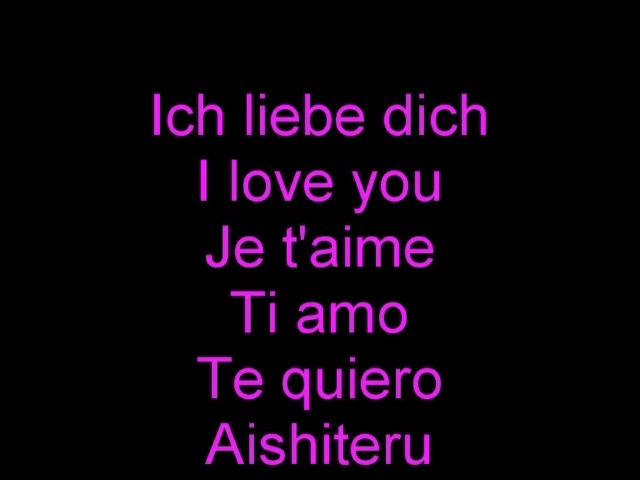 Ich liebe dich
I love you
Je t'aime
Ti amo
Te quiero
Aishiteru